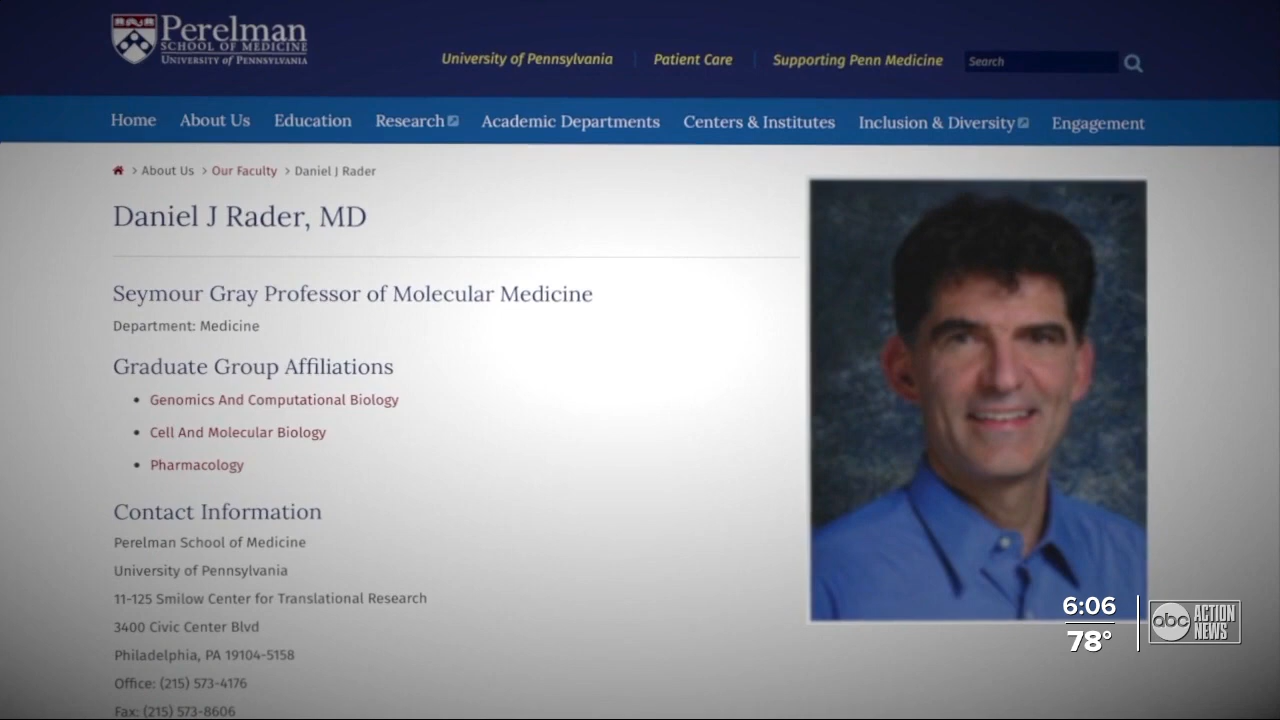 Perelman
SCHOOL OF MEDICINE
UNIVERSITY of PENNSYLVANIA
University of Pennsylvania
Patient Care
Supporting Penn Medicine
Search
Home About Us Education Research Academic Departments Centers & Institutes Inclusion & Diversity Engagement
> About Us > Our Faculty > Daniel J Rader
Daniel J Rader, MD
Seymour Gray Professor of Molecular Medicine
Department: Medicine
Graduate Group Affiliations
• Genomics And Computational Biology
• Cell And Molecular Biology
• Pharmacology
Contact Information
Perelman School of Medicine
University of Pennsylvania
11-125 Smilow Center for Translational Research
3400 Civic Center Blvd
Philadelphia, PA 19104-5158
Office: (215) 573-4176
Fax: (215) 573-8606
6:06
78°
abc
ACTION
NEWS